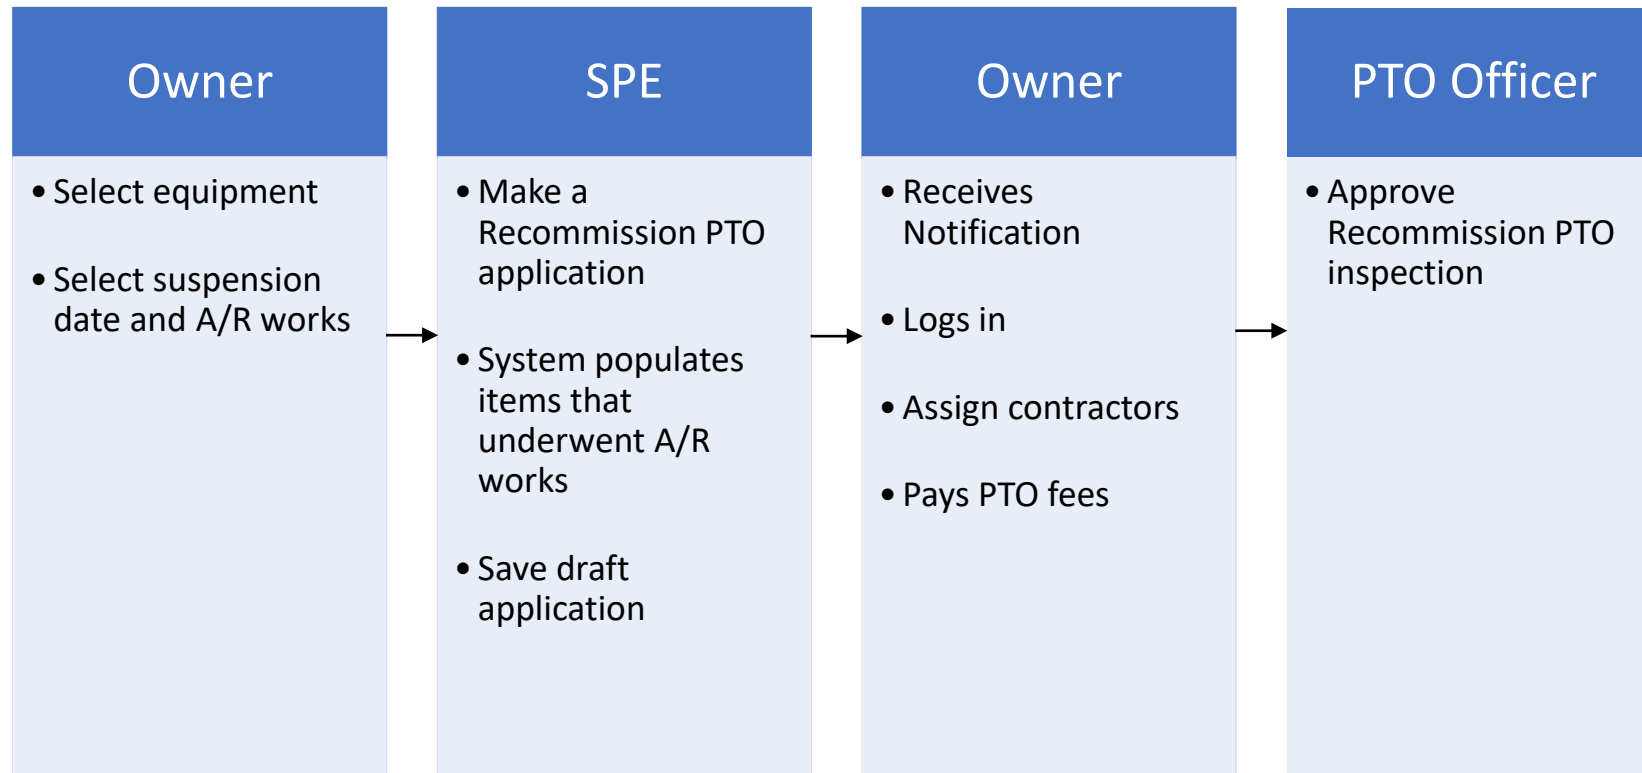 Owner
• Select equipment
• Select suspension
date and A/R works
SPE
• Make a
Recommission PTO
application
• System populates
items that
underwent A/R
works
• Save draft
application
Owner
• Receives
Notification
• Logs in
• Assign contractors
• Pays PTO fees
PTO Officer
• Approve
Recommission PTO
inspection